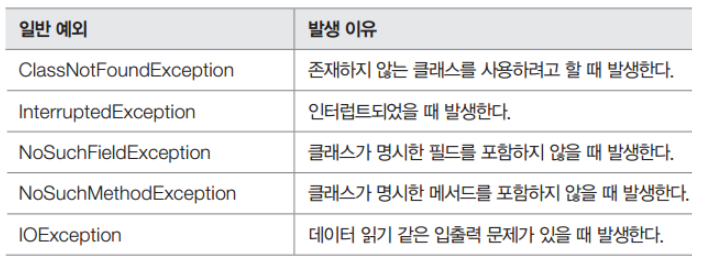 일반 예외 발생 이유
ClassNotFoundException 존재하지 않는 클래스를 사용하려고 할 때 발생한다.
InterruptedException 인터럽트되었을 때 발생한다.
NoSuchFieldException 클래스가 명시한 필드를 포함하지 않을 때 발생한다.
NoSuchMethodException 클래스가 명시한 메서드를 포함하지 않을 때 발생한다.
IOException 데이터 읽기 같은 입출력 문제가 있을 때 발생한다.